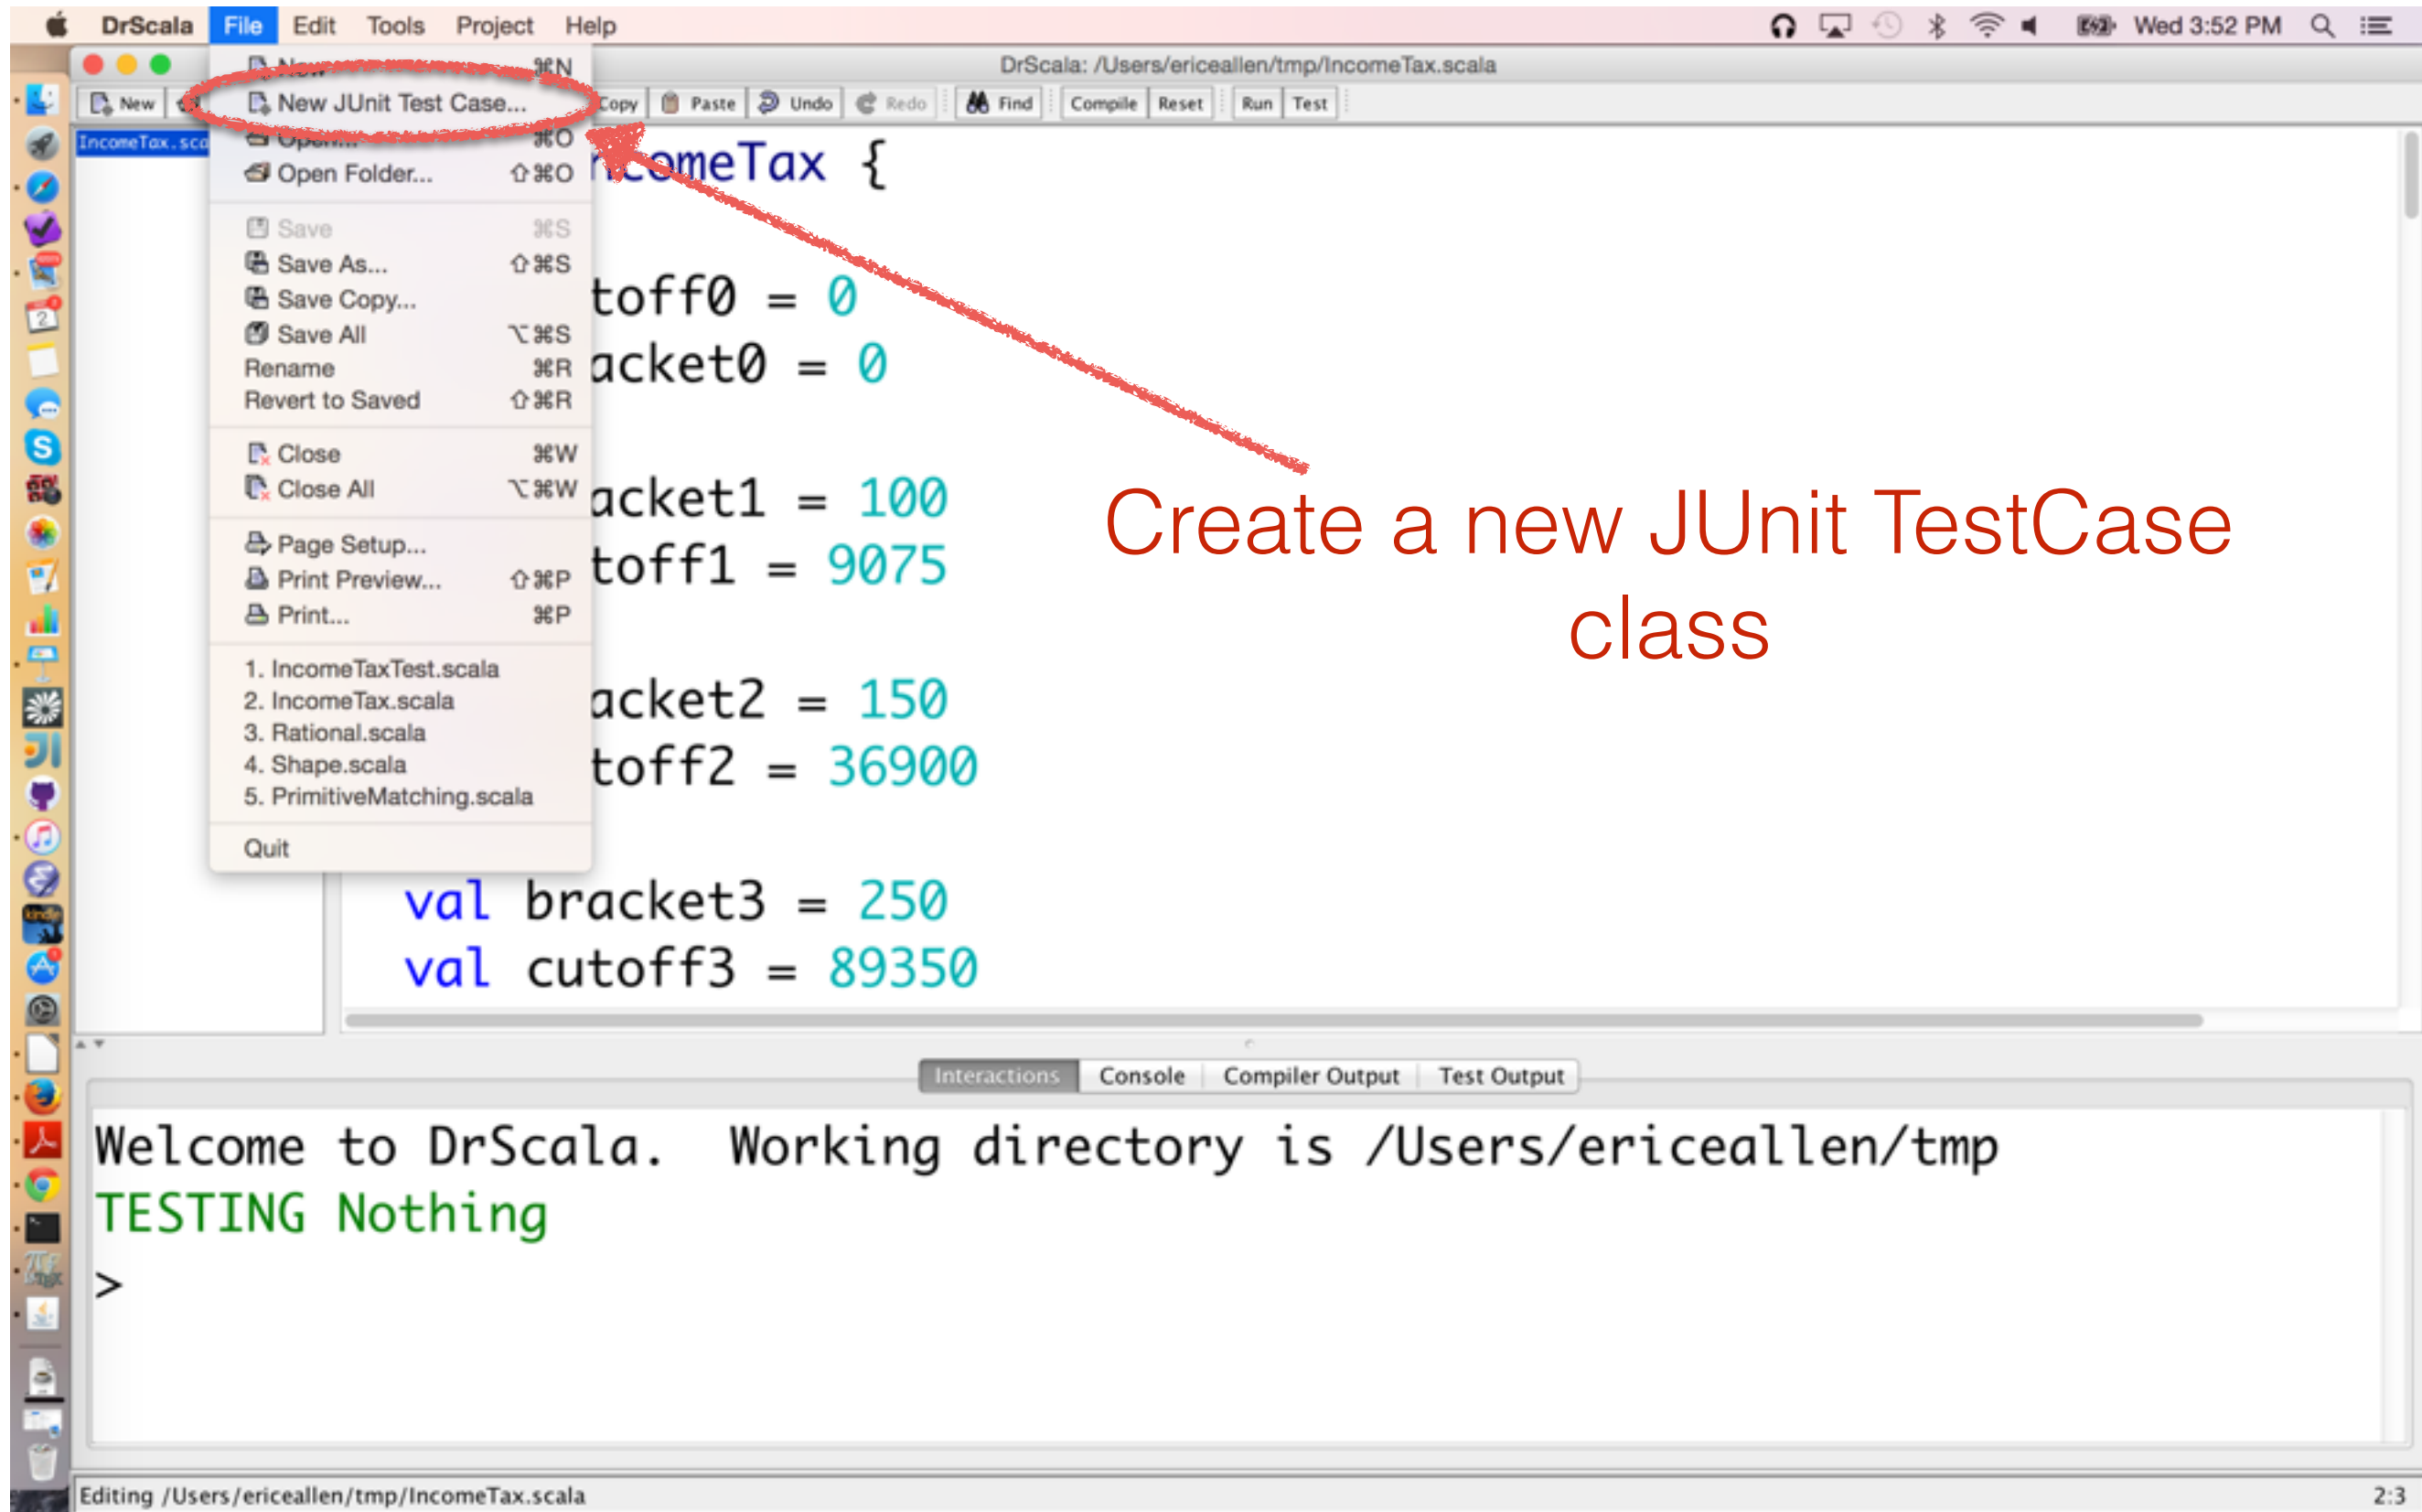 DrScala File Edit Tools Project Help Wed 3:52 PM
DrScala: /Users/ericeallen/tmp/IncomeTax.scala
New Copy Paste Undo Redo Find Compile Reset Run Test
New ⌘N
New JUnit Test Case...
Open... ⌘O
Open Folder... ⇧⌘O
Save ⌘S
Save As... ⇧⌘S
Save Copy...
Save All ⌥⌘S
Rename ⌘R
Revert to Saved ⇧⌘R
Close ⌘W
Close All ⌥⌘W
Page Setup...
Print Preview... ⇧⌘P
Print... ⌘P
1. IncomeTaxTest.scala
2. IncomeTax.scala
3. Rational.scala
4. Shape.scala
5. PrimitiveMatching.scala
Quit
IncomeTax.sca
ncomeTax {
toff0 = 0
acket0 = 0
acket1 = 100
toff1 = 9075
acket2 = 150
toff2 = 36900
val bracket3 = 250
val cutoff3 = 89350
Create a new JUnit TestCase
class
Interactions Console Compiler Output Test Output
Welcome to DrScala. Working directory is /Users/ericeallen/tmp
TESTING Nothing
>
Editing /Users/ericeallen/tmp/IncomeTax.scala 2:3